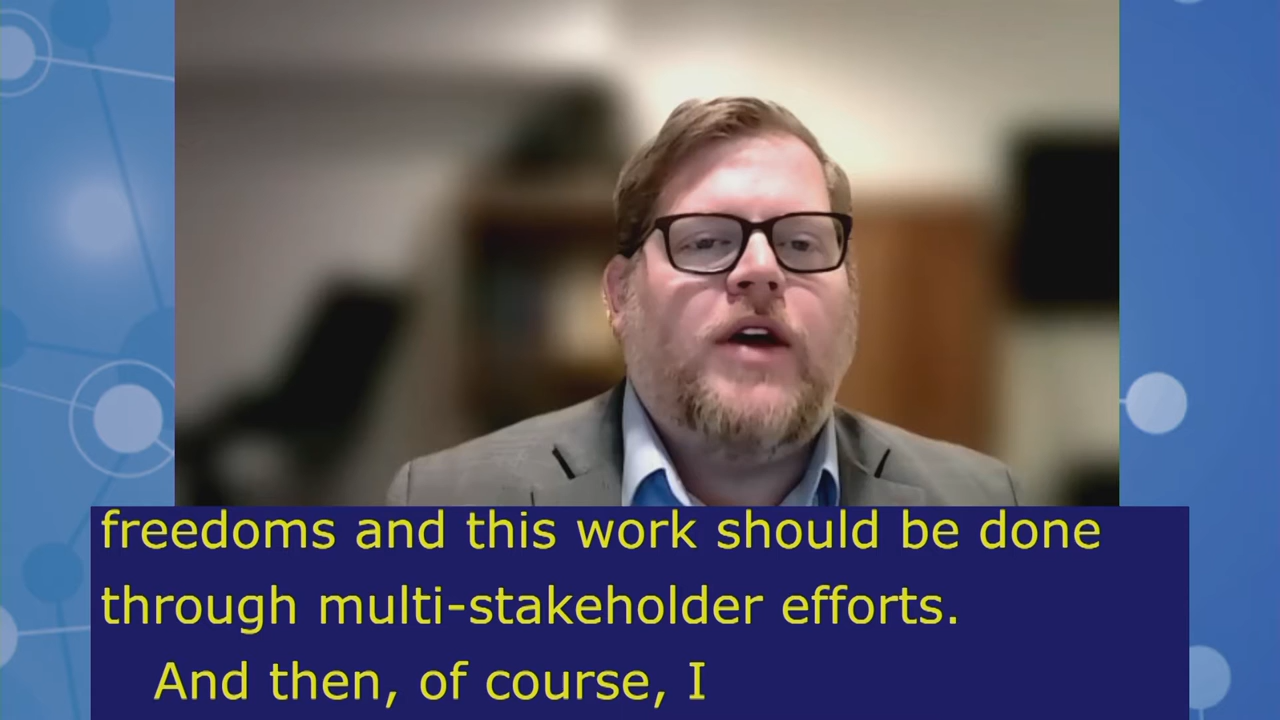 freedoms and this work should be done
through multi-stakeholder efforts.
And then, of course, I